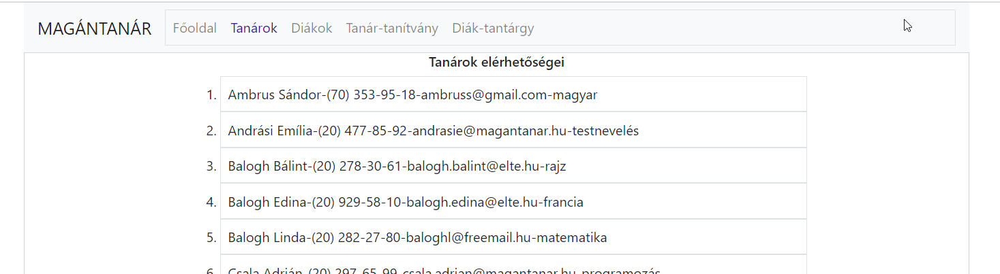 MAGÁNTANÁR Főoldal Tanárok Diákok Tanár-tanítvány Diák-tantárgy
Tanárok elérhetőségei
1. Ambrus Sándor-(70) 353-95-18-ambruss@gmail.com-magyar
2. Andrási Emília-(20) 477-85-92-andrasie@magantanar.hu-testnevelés
3. Balogh Bálint-(20) 278-30-61-balogh.balint@elte.hu-rajz
4. Balogh Edina-(20) 929-58-10-balogh.edina@elte.hu-francia
5. Balogh Linda-(20) 282-27-80-baloghl@freemail.hu-matematika
6. Csala Adrián-(20) 297-65-99-csala.adrian@magantanar.hu-programozás